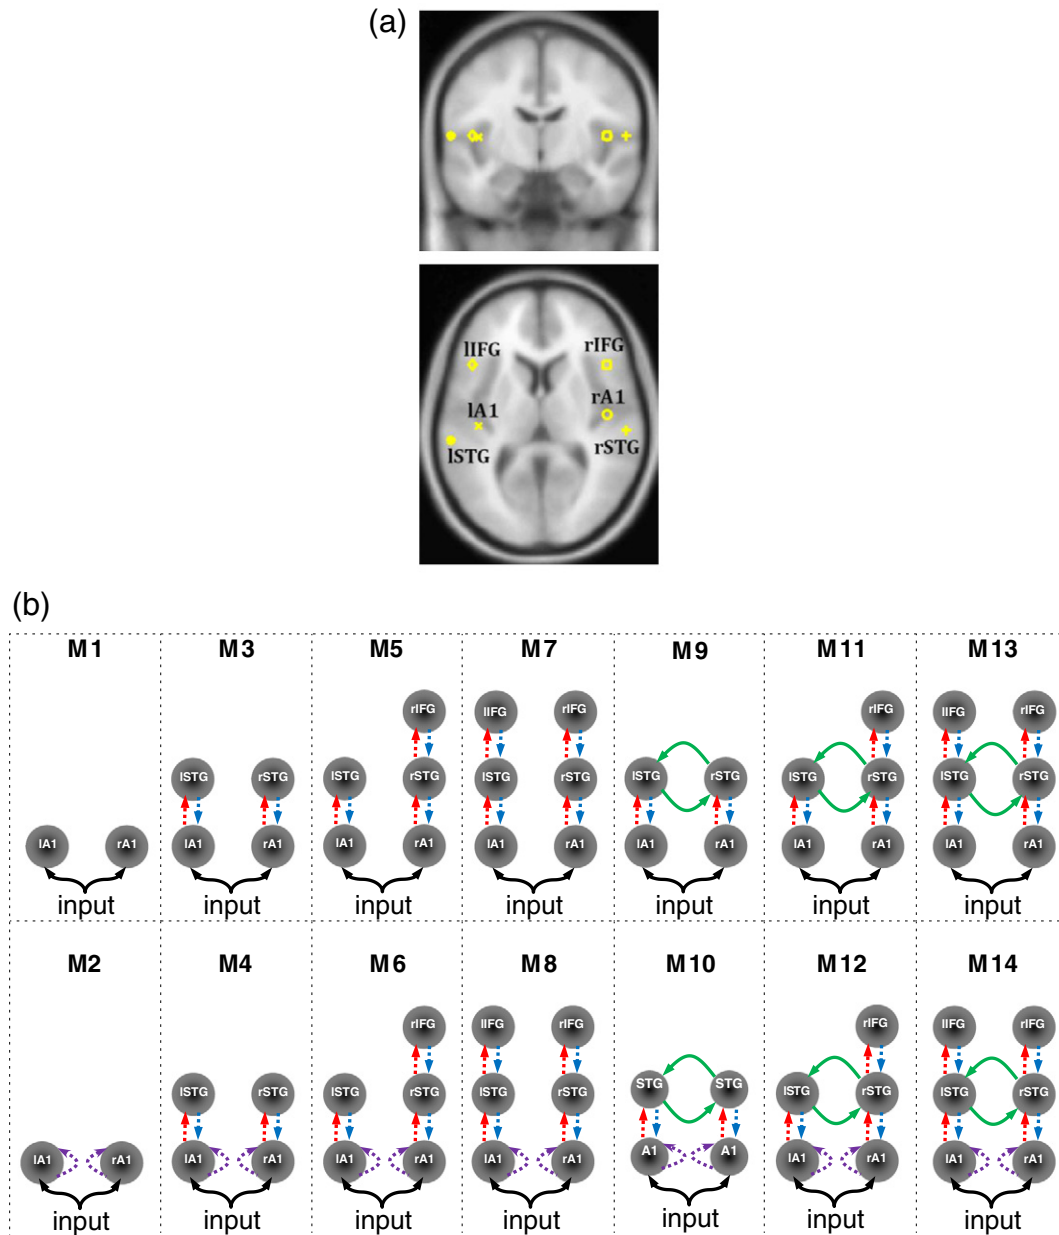 (a)
lIFG rIFG
lA1 rA1
lSTG rSTG
(b)
M1 M3 M5 M7 M9 M11 M13
rIFG lIFG rIFG rIFG lIFG rIFG
lSTG rSTG lSTG rSTG lSTG rSTG lSTG rSTG lSTG rSTG lSTG rSTG
lA1 rA1 lA1 rA1 lA1 rA1 lA1 rA1 lA1 rA1 lA1 rA1 lA1 rA1
input input input input input input input
M2 M4 M6 M8 M10 M12 M14
rIFG lIFG rIFG rIFG lIFG rIFG
lSTG rSTG lSTG rSTG lSTG rSTG STG STG lSTG rSTG lSTG rSTG
lA1 rA1 lA1 rA1 lA1 rA1 lA1 rA1 A1 A1 lA1 rA1 lA1 rA1
input input input input input input input